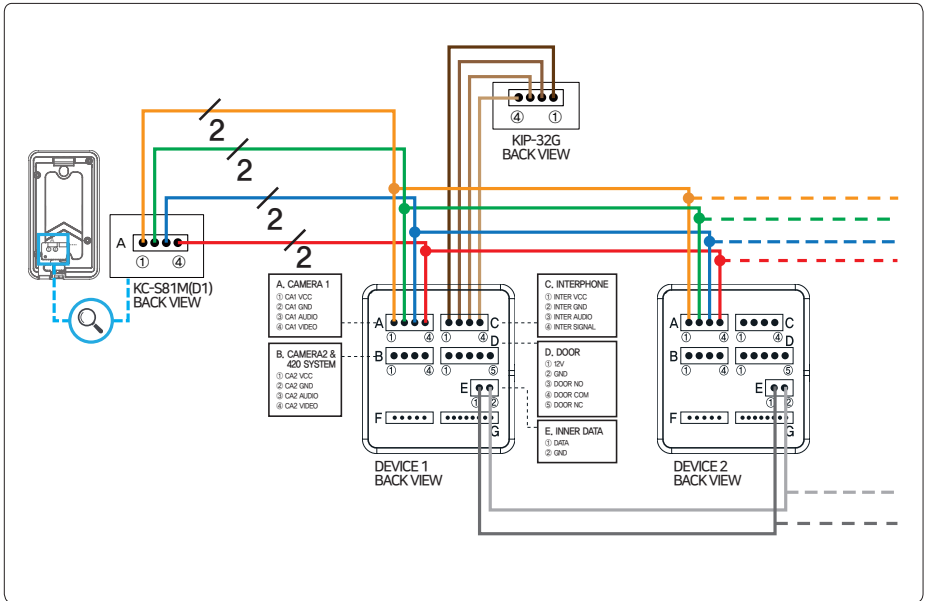 2
2
2
2
④ ①
KIP-32G
BACK VIEW
A
① ④
KC-S81M(D1)
BACK VIEW
A. CAMERA 1
① CA1 VCC
② CA1 GND
③ CA1 AUDIO
④ CA1 VIDEO
B. CAMERA2 &
420 SYSTEM
① CA2 VCC
② CA2 GND
③ CA2 AUDIO
④ CA2 VIDEO
A C
① ④ ① ④
D
B
① ④ ① ⑤
E
① ②
F G
DEVICE 1
BACK VIEW
C. INTERPHONE
① INTER VCC
② INTER GND
③ INTER AUDIO
④ INTER SIGNAL
D. DOOR
① 12V
② GND
③ DOOR NO
④ DOOR COM
⑤ DOOR NC
E. INNER DATA
① DATA
② GND
A C
① ④ ① ④
D
B
① ④ ① ⑤
E
① ②
F G
DEVICE 2
BACK VIEW